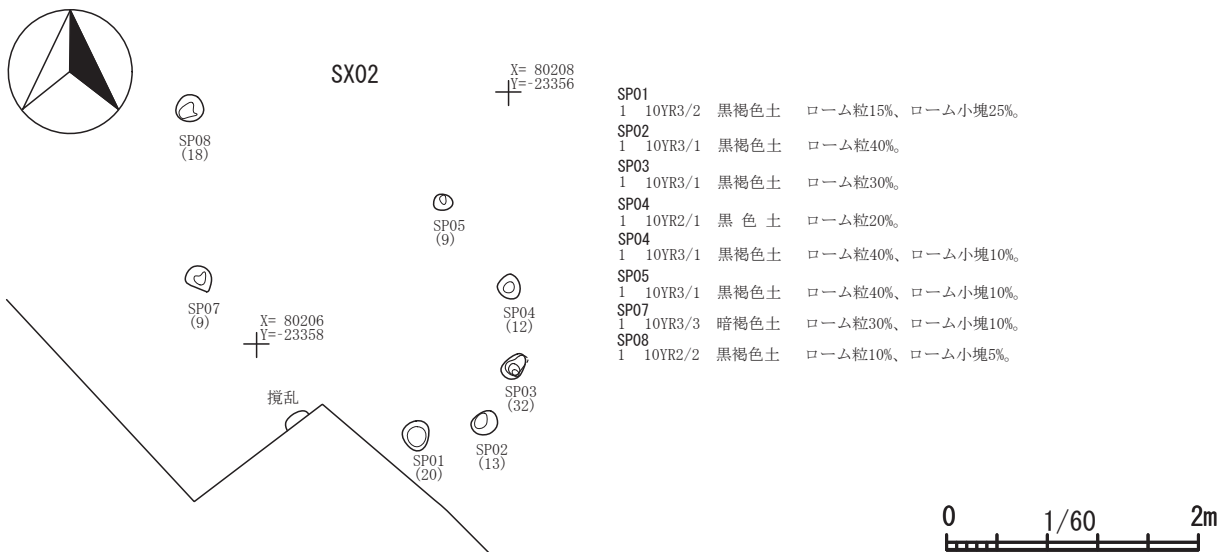 SX02
X= 80208
Y=-23356
SP08
(18)
SP05
(9)
SP07
(9)
X= 80206
Y=-23358
SP04
(12)
SP03
(32)
撹乱
SP01
(20)
SP02
(13)
SP01
1 10YR3/2 黒褐色土 ローム粒15%、ローム小塊25%。
SP02
1 10YR3/1 黒褐色土 ローム粒40%。
SP03
1 10YR3/1 黒褐色土 ローム粒30%。
SP04
1 10YR2/1 黒 色 土 ローム粒20%。
SP04
1 10YR3/1 黒褐色土 ローム粒40%、ローム小塊10%。
SP05
1 10YR3/1 黒褐色土 ローム粒40%、ローム小塊10%。
SP07
1 10YR3/3 暗褐色土 ローム粒30%、ローム小塊10%。
SP08
1 10YR2/2 黒褐色土 ローム粒10%、ローム小塊5%。
0 1/60 2m